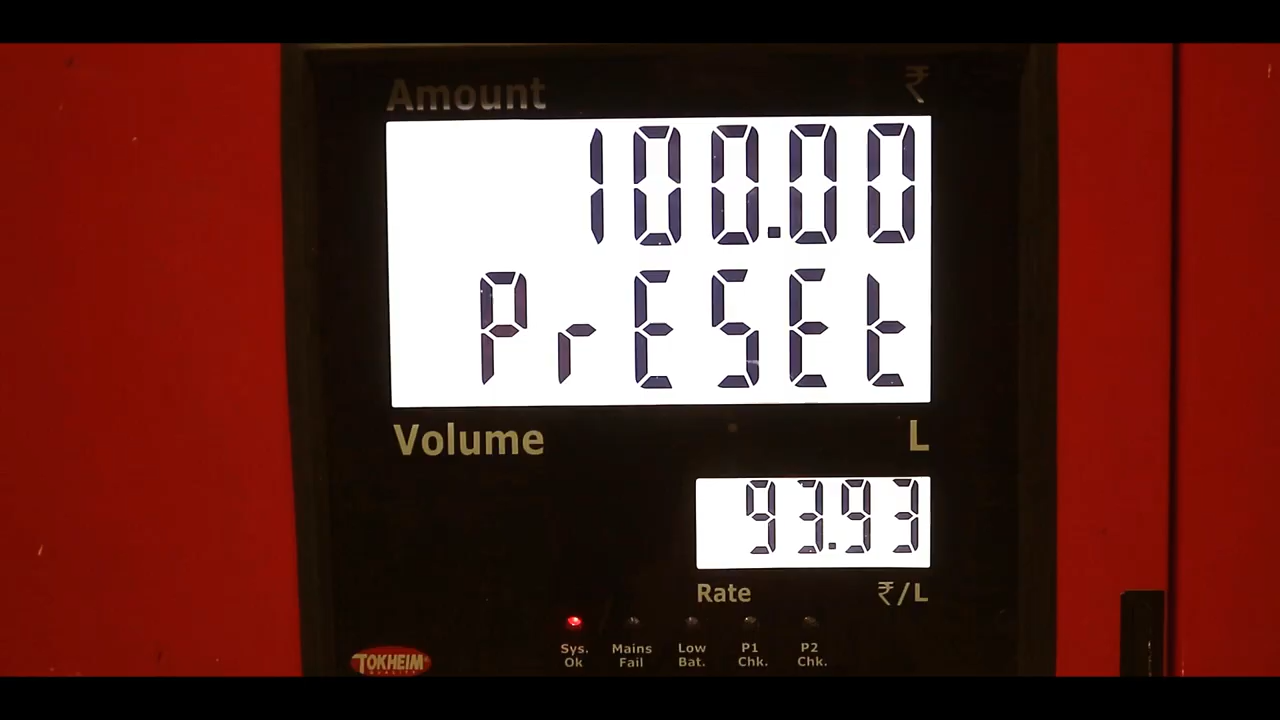 Amount ₹
100.00
PrESEt
Volume L
93.93
Rate ₹/L
Sys. Ok Mains Fail Low Bat. P1 Chk. P2 Chk.
TOKHEIM
QUALITY